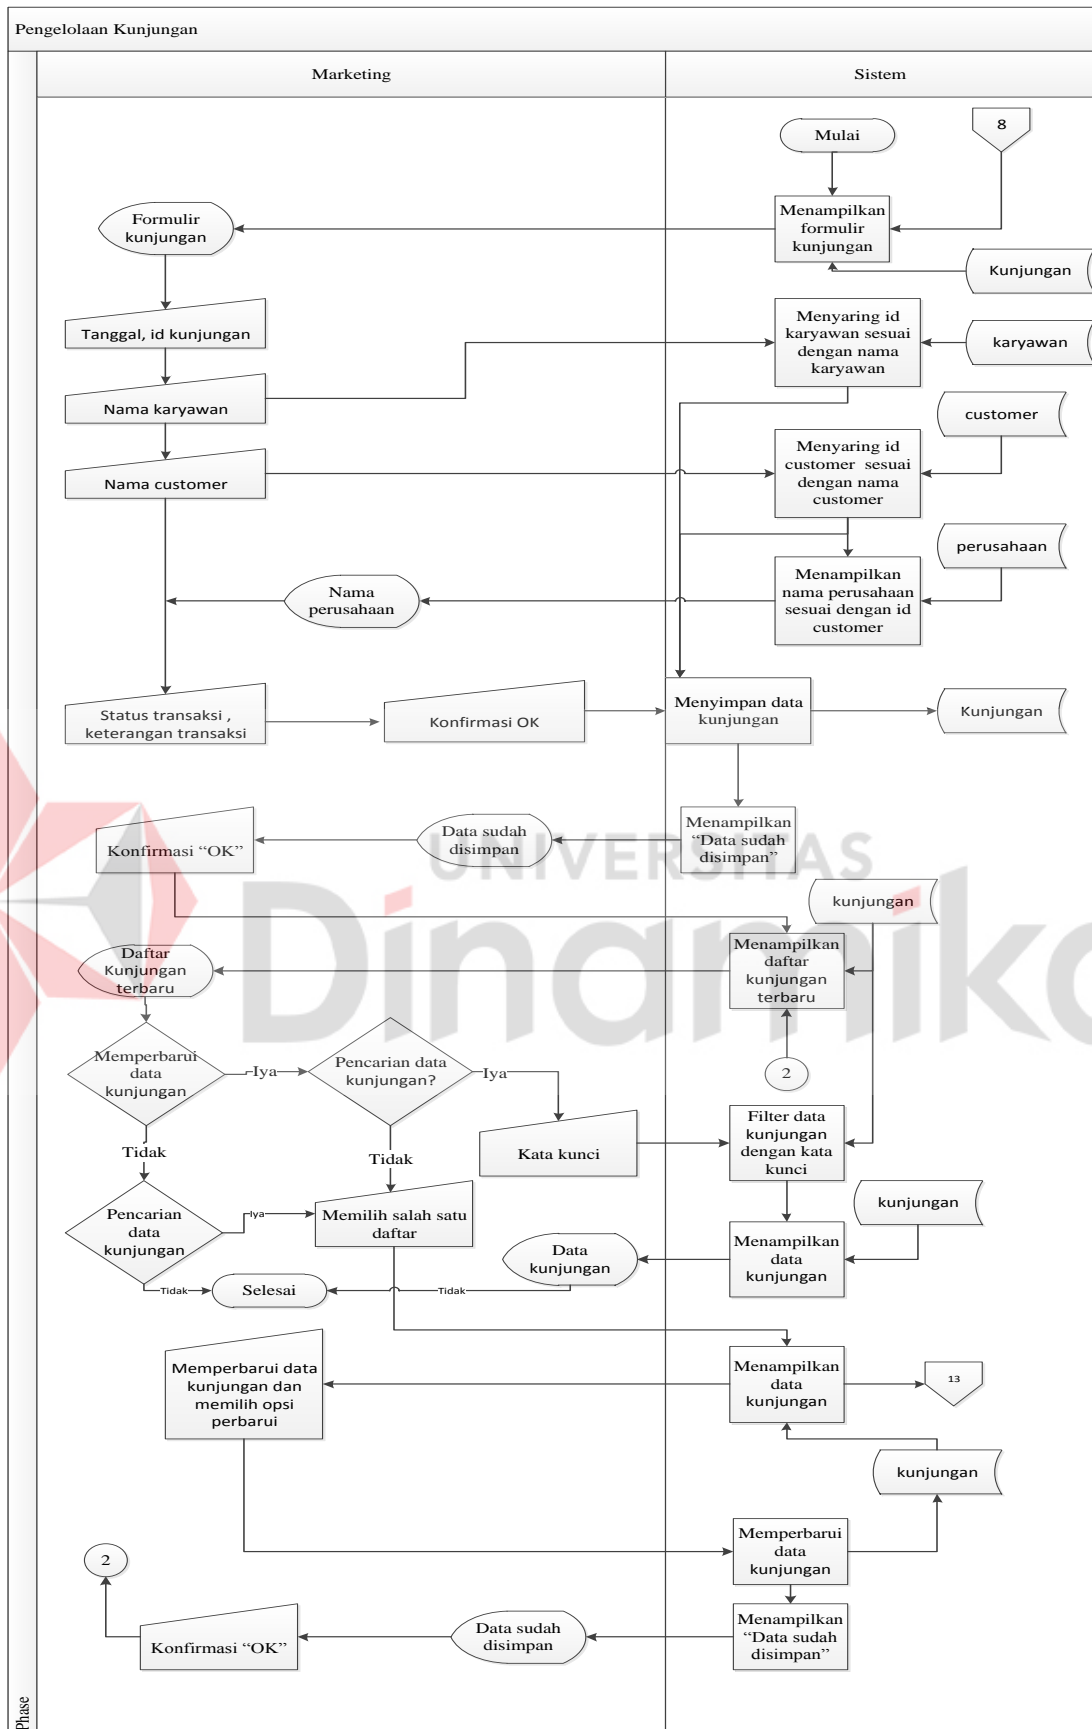 Pengelolaan Kunjungan
Marketing
Sistem
Mulai
8
Formulir
kunjungan
Menampilkan
formulir
kunjungan
Kunjungan
Tanggal, id kunjungan
Menyaring id
karyawan sesuai
dengan nama
karyawan
karyawan
Nama karyawan
customer
Nama customer
Menyaring id
customer sesuai
dengan nama
customer
perusahaan
Nama
perusahaan
Menampilkan
nama perusahaan
sesuai dengan id
customer
Status transaksi ,
keterangan transaksi
Konfirmasi OK
Menyimpan data
kunjungan
Kunjungan
Konfirmasi “OK”
Data sudah
disimpan
Menampilkan
“Data sudah
disimpan”
UNIVERSITAS
Dinamika
kunjungan
Daftar
Kunjungan
terbaru
Menampilkan
daftar
kunjungan
terbaru
Memperbarui
data
kunjungan
Iya
Pencarian data
kunjungan?
Iya
2
Tidak
Tidak
Kata kunci
Filter data
kunjungan
dengan kata
kunci
Pencarian
data
kunjungan
Iya
Memilih salah satu
daftar
kunjungan
Data
kunjungan
Menampilkan
data
kunjungan
Tidak
Selesai
Tidak
Memperbarui data
kunjungan dan
memilih opsi
perbarui
Menampilkan
data
kunjungan
13
kunjungan
2
Memperbarui
data
kunjungan
Konfirmasi “OK”
Data sudah
disimpan
Menampilkan
“Data sudah
disimpan”
Phase